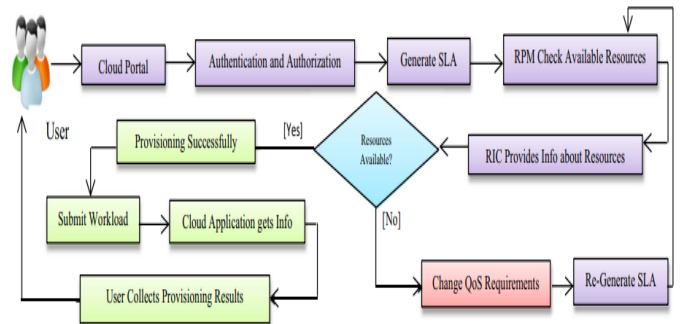 User
Cloud Portal
Authentication and Authorization
Generate SLA
RPM Check Available Resources
RIC Provides Info about Resources
Resources
Available?
[Yes]
Provisioning Successfully
Submit Workload
Cloud Application gets Info
User Collects Provisioning Results
[No]
Change QoS Requirements
Re-Generate SLA